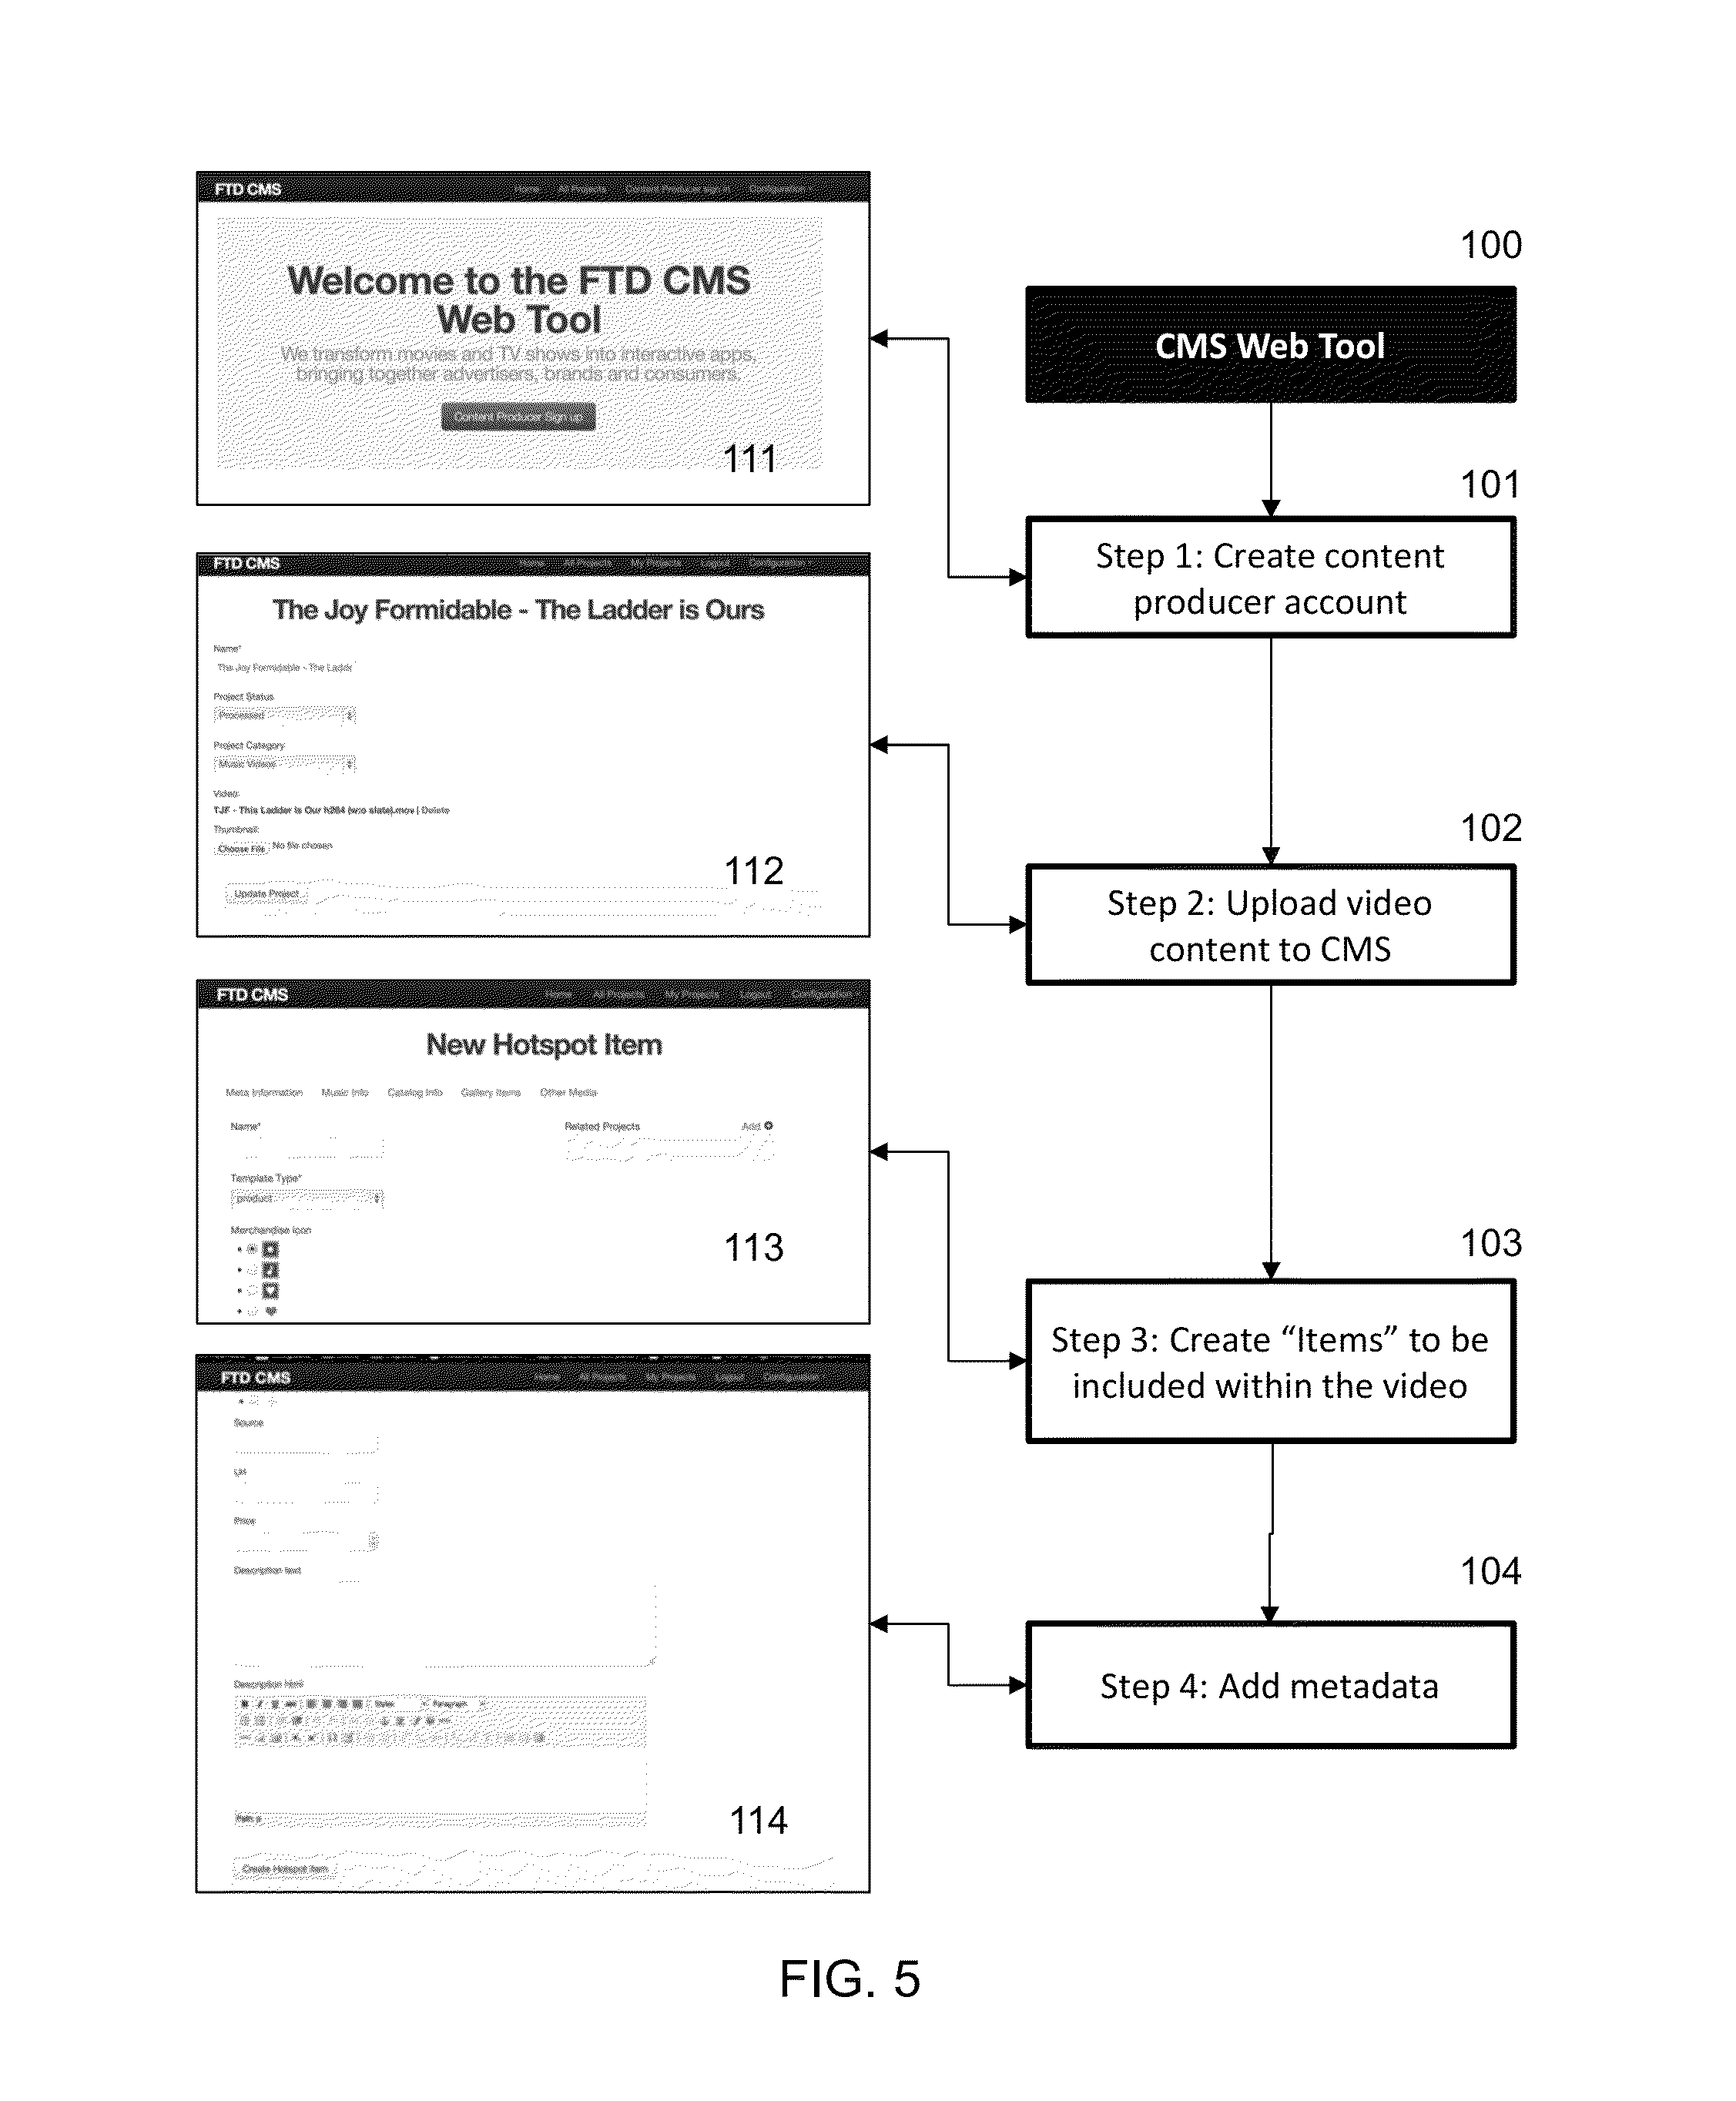 FTD CMS
Home All Projects Content Producer sign in Configuration
Welcome to the FTD CMS
Web Tool
We transform movies and TV shows into interactive apps,
bringing together advertisers, brands and consumers.
Content Producer Sign up
111
100
CMS Web Tool
101
Step 1: Create content
producer account
FTD CMS
Home All Projects My Projects Logout Configuration
The Joy Formidable - The Ladder is Ours
Name*
The Joy Formidable - The Laddr
Project Status
Processed
Project Category
Music Videos
Video:
TJF - This Ladder Is Our h264 (w:o slate).mov | Delete
Thumbnail:
Choose File No file chosen
Update Project
112
102
Step 2: Upload video
content to CMS
FTD CMS
Home All Projects My Projects Logout Configuration
New Hotspot Item
Meta Information Music Info Catalog Info Gallery Items Other Media
Name*
Related Projects Add
Template Type*
product
Merchandise icon
113
103
Step 3: Create “Items” to be
included within the video
FTD CMS
Home All Projects My Projects Logout Configuration
Source
Url
Price
Description text
Description html
Styles Paragraph
Path: p
Create Hotspot Item
114
104
Step 4: Add metadata
FIG. 5